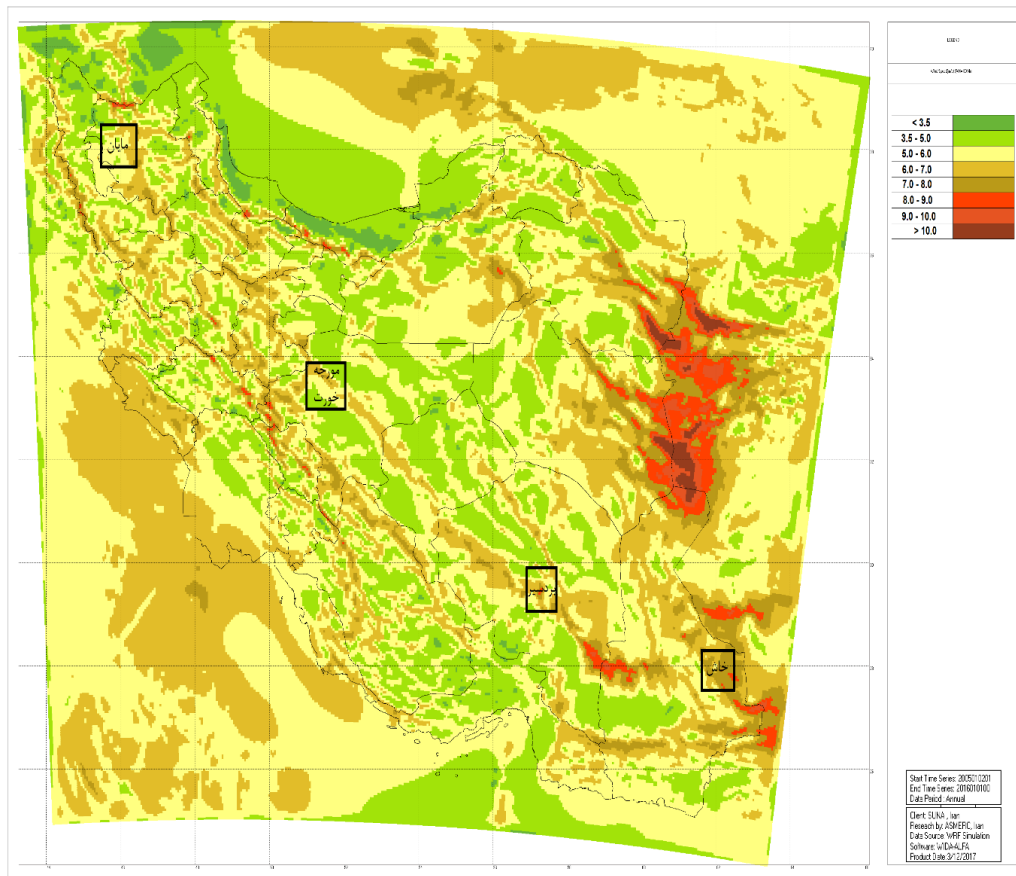 مایان
مورچه
خورت
بردسیر
خاش
< 3.5
3.5 - 5.0
5.0 - 6.0
6.0 - 7.0
7.0 - 8.0
8.0 - 9.0
9.0 - 10.0
> 10.0
Start Time Series: 2005010201
End Time Series: 2016010100
Data Period: Annual
Client: SUNA, Iran
Reseach by: ASMERC, Iran
Data Source: WRF Simulation
Software: WIDA-ALFA
Product Date: 3/12/2017